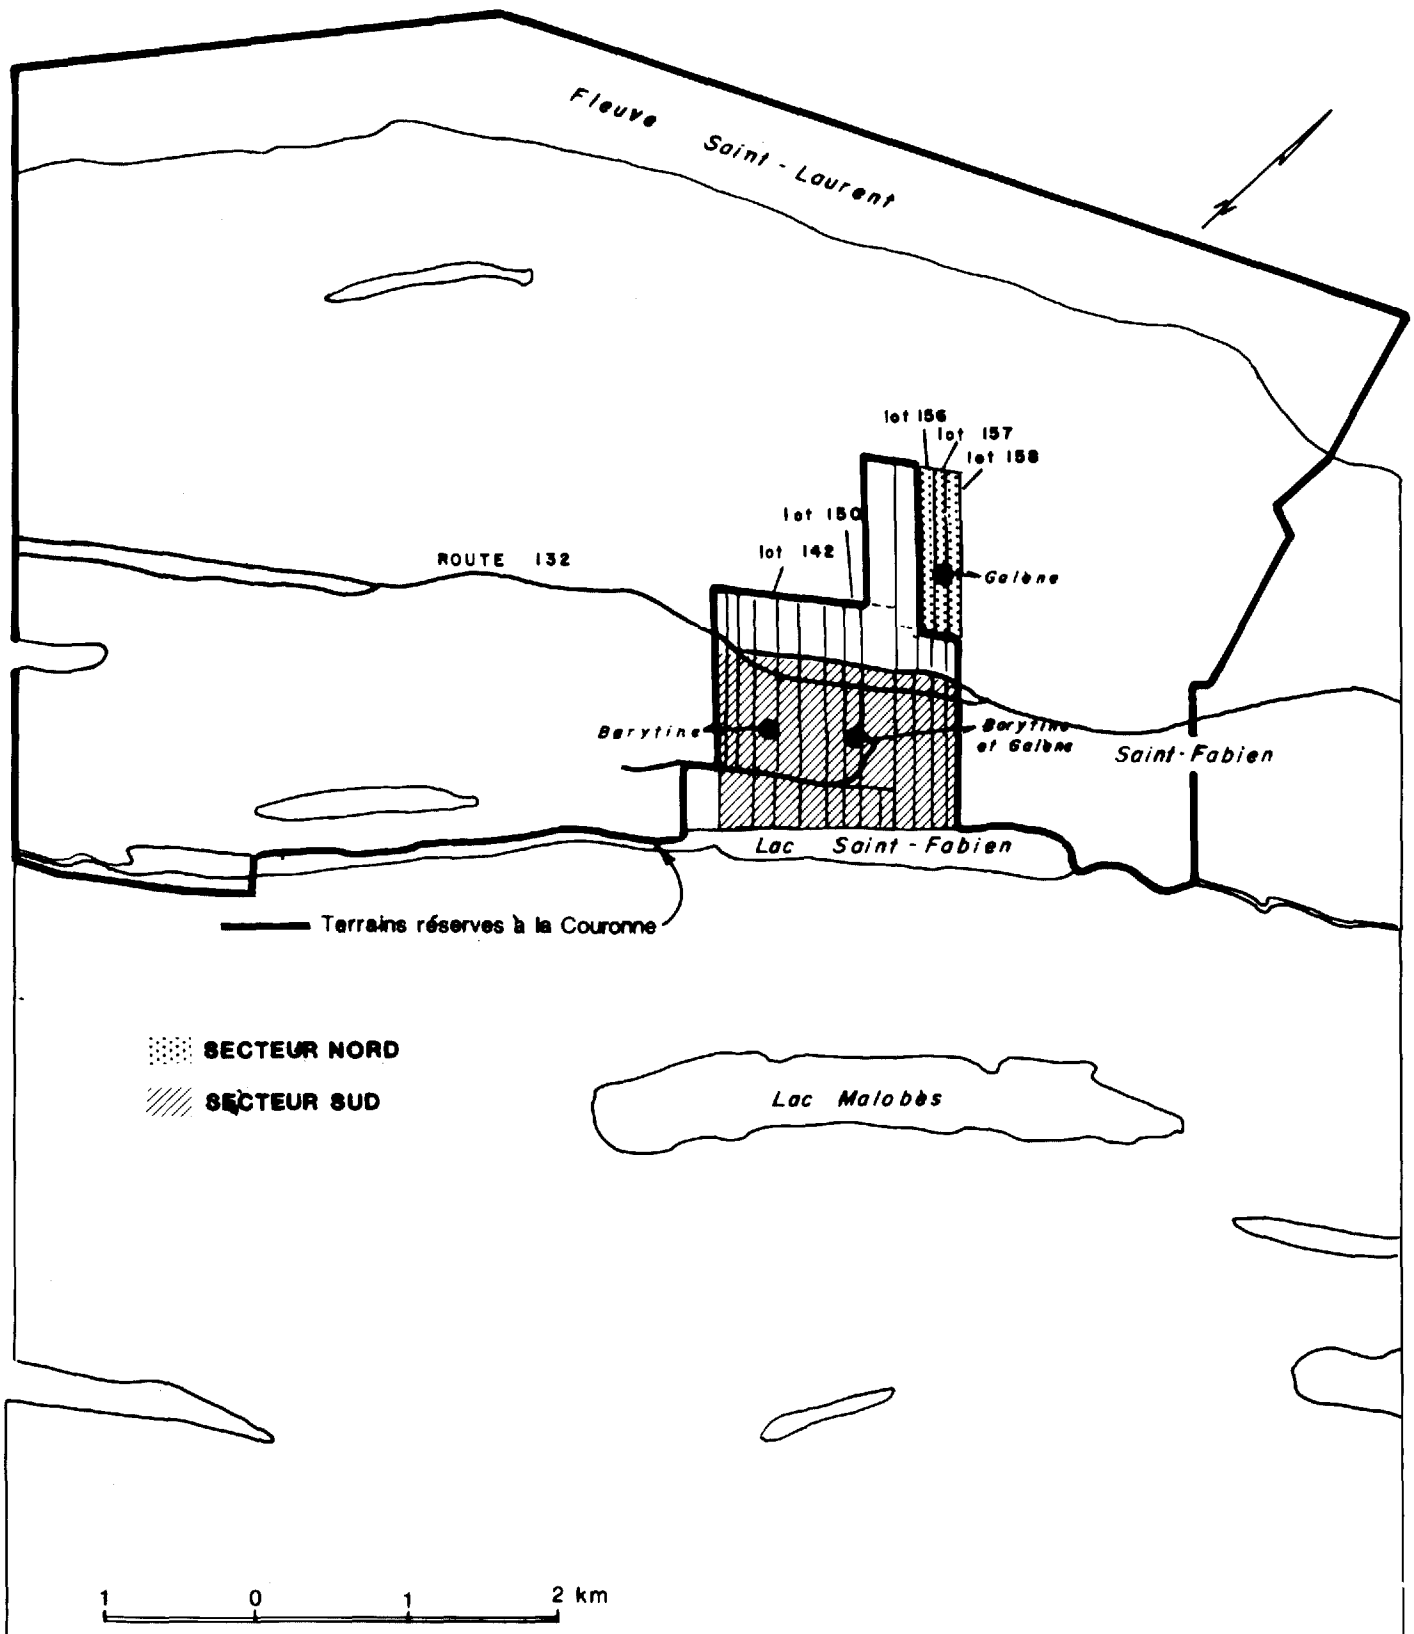 Fleuve Saint-Laurent
N
lot 156
lot 157
lot 158
lot 150
lot 142
ROUTE 132
Galène
Barytine
Barytine
et Galène
Saint-Fabien
Lac Saint-Fabien
Terrains réserves à la Couronne
SECTEUR NORD
SECTEUR SUD
Lac Malobès
1 0 1 2 km